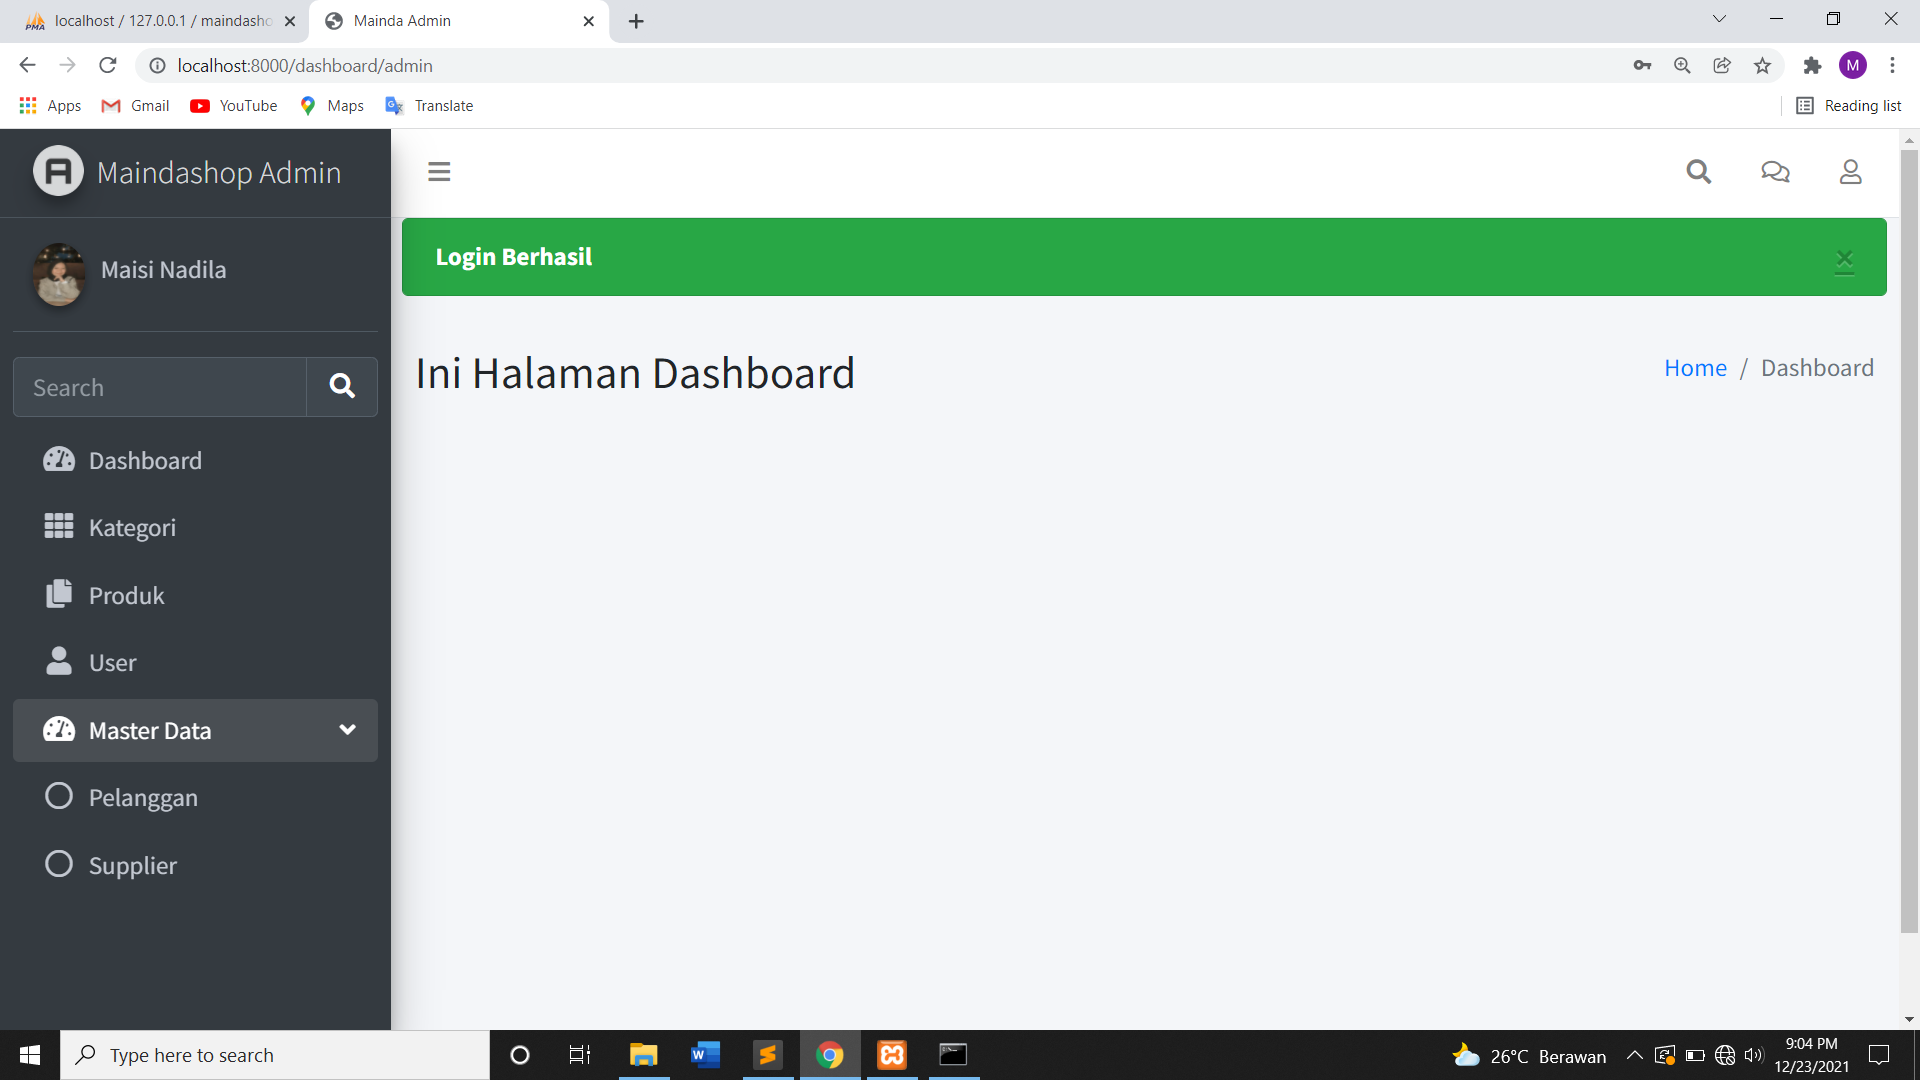 localhost / 127.0.0.1 / maindasho
Mainda Admin
localhost:8000/dashboard/admin
M
Apps
Gmail
YouTube
Maps
Translate
Reading list
Maindashop Admin
Maisi Nadila
Login Berhasil
×
Ini Halaman Dashboard
Home / Dashboard
Search
Dashboard
Kategori
Produk
User
Master Data
Pelanggan
Supplier
Type here to search
26°C Berawan
9:04 PM
12/23/2021